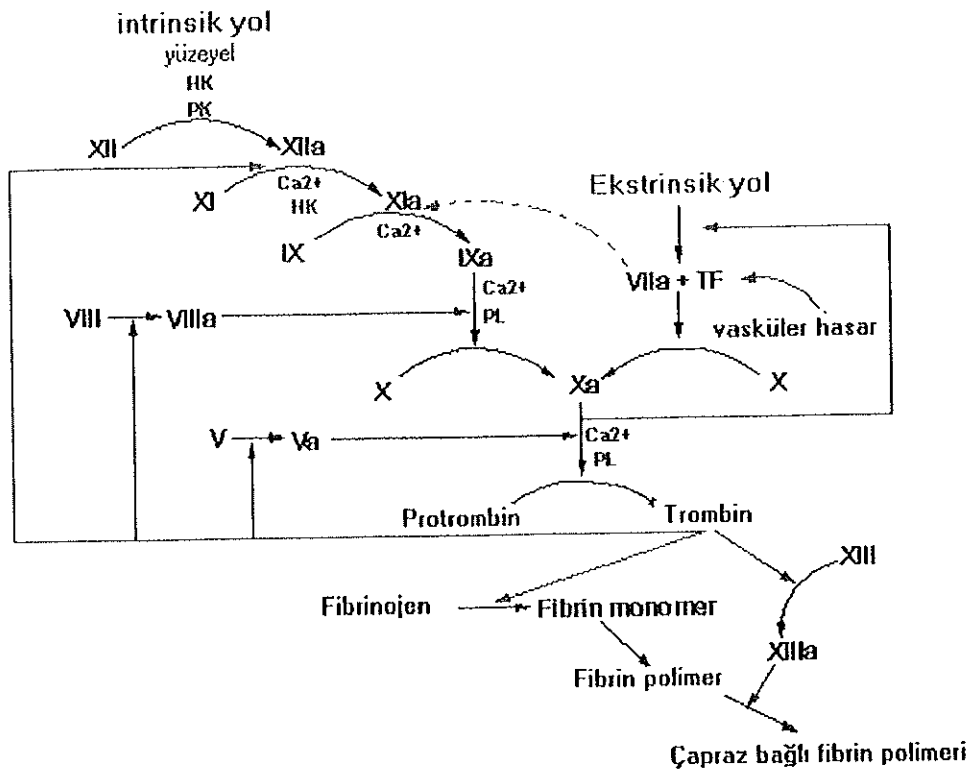 intrinsik yol
yüzeyel
HK
PK
XII
XIIa
XI
Ca2+
HK
XIa
Ekstrinsik yol
IX
Ca2+
IXa
VIIa + TF
Ca2+
PL
VIII
VIIIa
vasküler hasar
X
Xa
X
V
Va
Ca2+
PL
Protrombin
Trombin
XIII
Fibrinojen
Fibrin monomer
XIIIa
Fibrin polimer
Çapraz bağlı fibrin polimeri